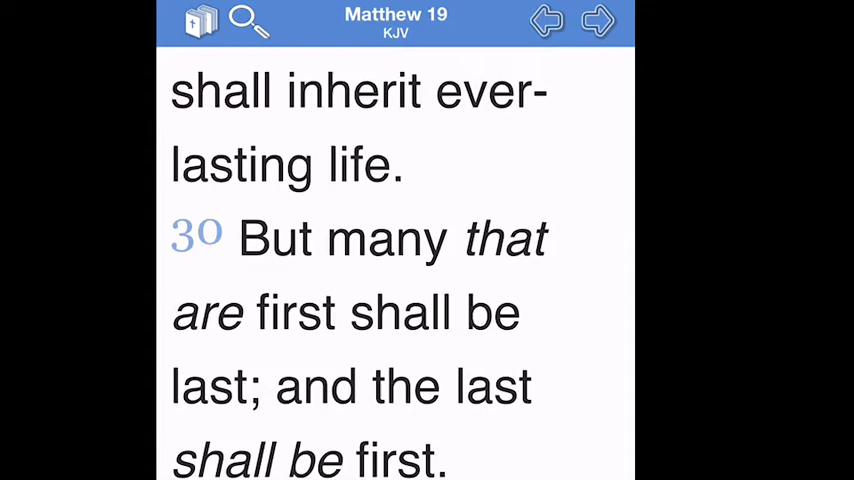 Matthew 19
KJV
shall inherit ever-
lasting life.
30 But many that
are first shall be
last; and the last
shall be first.